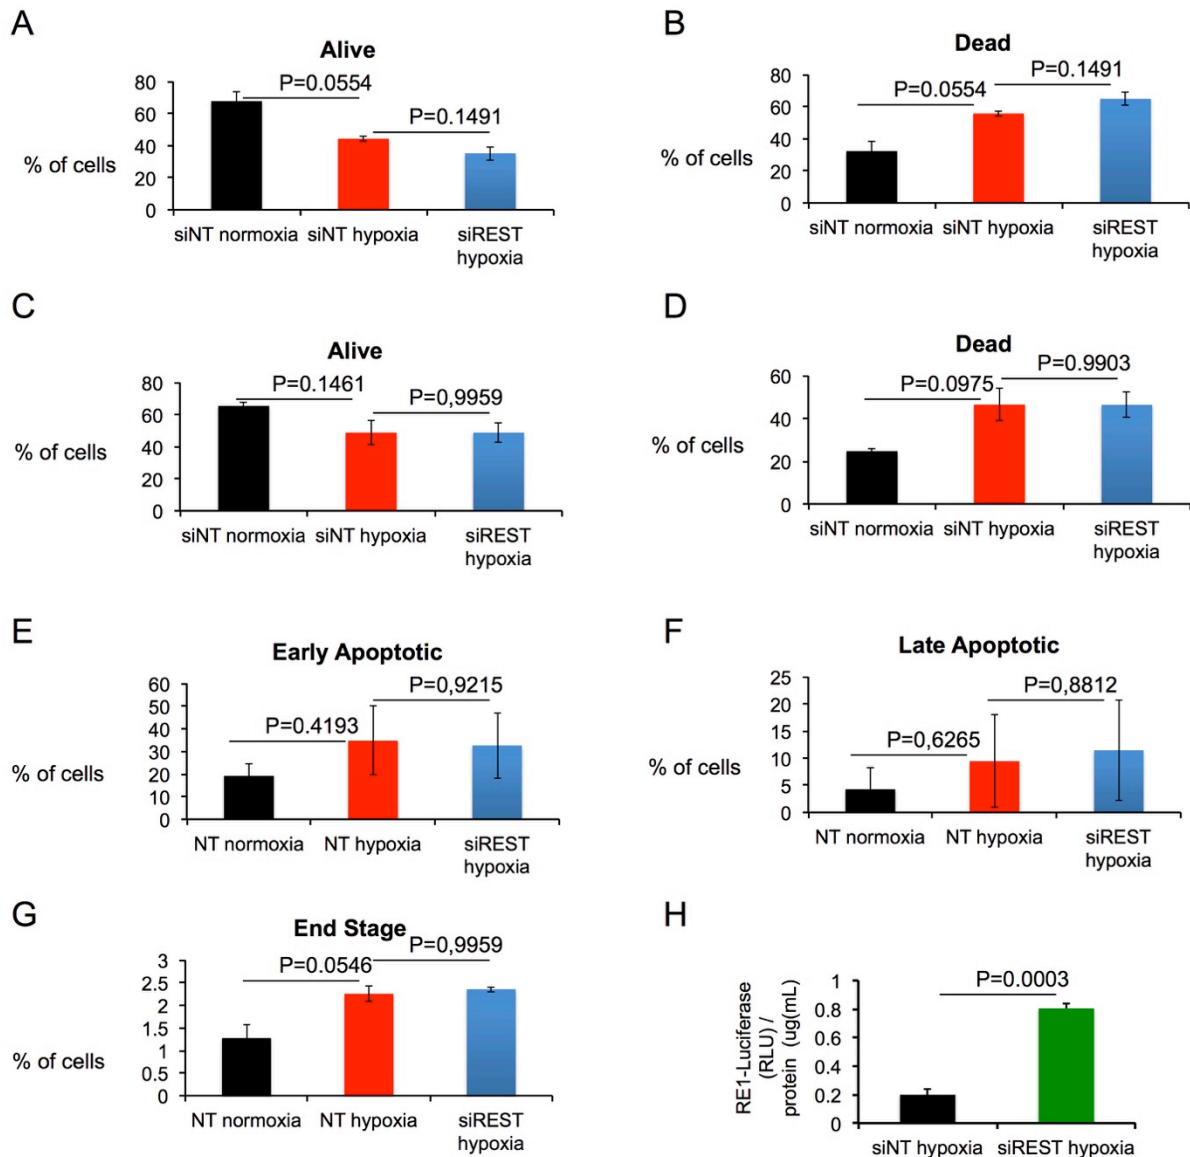 A
Alive
80
60
40
20
0
% of cells
P=0.0554
P=0.1491
siNT normoxia
siNT hypoxia
siREST
hypoxia
B
Dead
80
60
40
20
0
% of cells
P=0.0554
P=0.1491
siNT normoxia
siNT hypoxia
siREST
hypoxia
C
Alive
80
60
40
20
0
% of cells
P=0.1461
P=0,9959
siNT normoxia
siNT hypoxia
siREST
hypoxia
D
Dead
60
40
20
0
% of cells
P=0.0975
P=0.9903
siNT normoxia
siNT hypoxia
siREST
hypoxia
E
Early Apoptotic
60
50
40
30
20
10
0
% of cells
P=0.4193
P=0,9215
NT normoxia
NT hypoxia
siREST
hypoxia
F
Late Apoptotic
25
20
15
10
5
0
% of cells
P=0,6265
P=0,8812
NT normoxia
NT hypoxia
siREST
hypoxia
G
End Stage
3
2.5
2
1.5
1
0.5
0
% of cells
P=0.0546
P=0,9959
NT normoxia
NT hypoxia
siREST
hypoxia
H
RE1-Luciferase
(RLU) /
protein (ug(mL)
1
0.8
0.6
0.4
0.2
0
P=0.0003
siNT hypoxia
siREST hypoxia